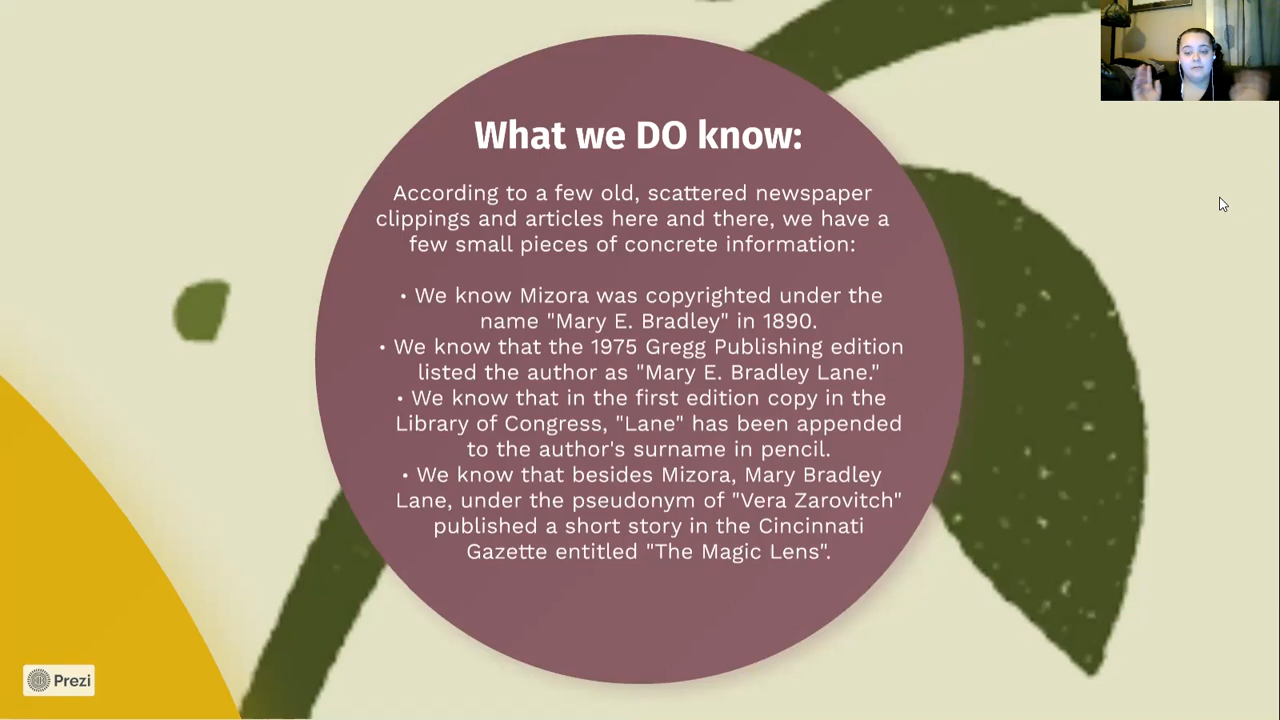 What we DO know:
According to a few old, scattered newspaper
clippings and articles here and there, we have a
few small pieces of concrete information:
• We know Mizora was copyrighted under the
name "Mary E. Bradley" in 1890.
• We know that the 1975 Gregg Publishing edition
listed the author as "Mary E. Bradley Lane."
• We know that in the first edition copy in the
Library of Congress, "Lane" has been appended
to the author's surname in pencil.
• We know that besides Mizora, Mary Bradley
Lane, under the pseudonym of "Vera Zarovitch"
published a short story in the Cincinnati
Gazette entitled "The Magic Lens".
Prezi